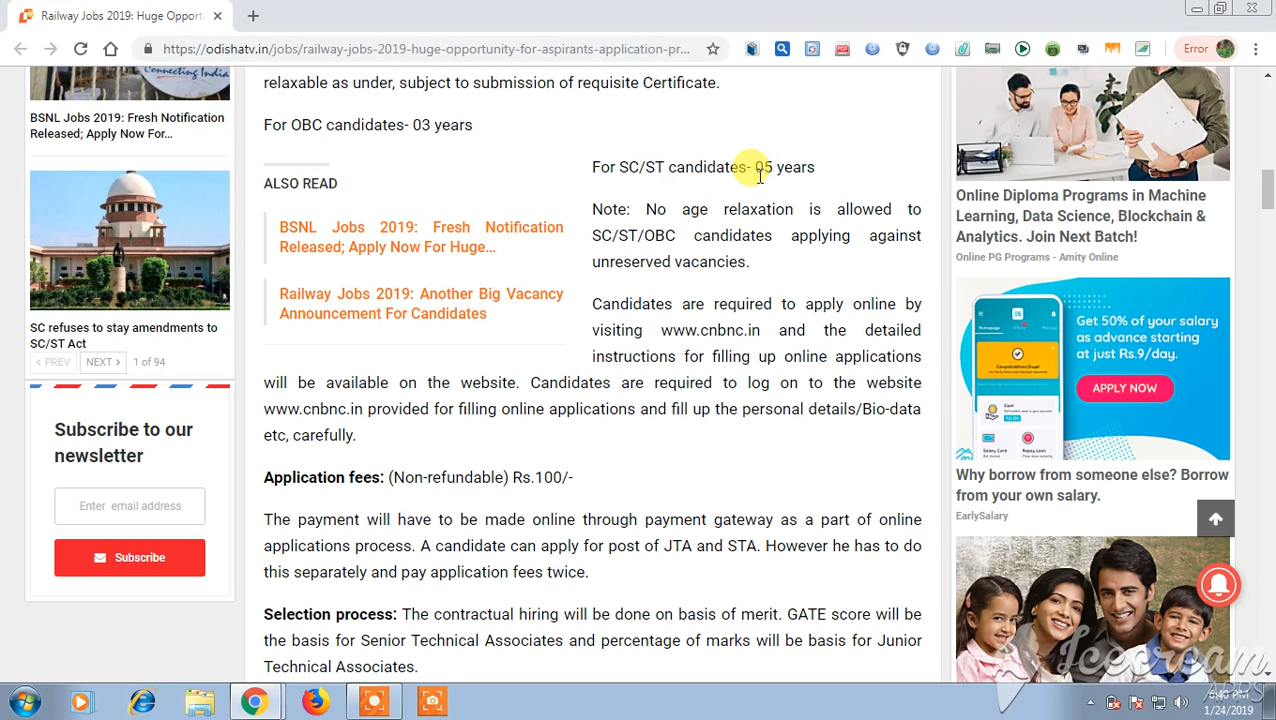 Railway Jobs 2019: Huge Opport
https://odishatv.in/jobs/railway-jobs-2019-huge-opportunity-for-aspirants-application-pr...
Error
Connecting India
BSNL Jobs 2019: Fresh Notification
Released; Apply Now For...
SC refuses to stay amendments to
SC/ST Act
< PREV
NEXT >
1 of 94
Subscribe to our
newsletter
Enter email address
Subscribe
relaxable as under, subject to submission of requisite Certificate.
For OBC candidates- 03 years
ALSO READ
BSNL Jobs 2019: Fresh Notification
Released; Apply Now For Huge...
Railway Jobs 2019: Another Big Vacancy
Announcement For Candidates
For SC/ST candidates- 05 years
Note: No age relaxation is allowed to
SC/ST/OBC candidates applying against
unreserved vacancies.
Candidates are required to apply online by
visiting www.cnbnc.in and the detailed
instructions for filling up online applications
will be available on the website. Candidates are required to log on to the website
www.cnbnc.in provided for filling online applications and fill up the personal details/Bio-data
etc, carefully.
Application fees: (Non-refundable) Rs.100/-
The payment will have to be made online through payment gateway as a part of online
applications process. A candidate can apply for post of JTA and STA. However he has to do
this separately and pay application fees twice.
Selection process: The contractual hiring will be done on basis of merit. GATE score will be
the basis for Senior Technical Associates and percentage of marks will be basis for Junior
Technical Associates.
Online Diploma Programs in Machine
Learning, Data Science, Blockchain &
Analytics. Join Next Batch!
Online PG Programs - Amity Online
Get 50% of your salary
as advance starting
at just Rs.9/day.
APPLY NOW
Why borrow from someone else? Borrow
from your own salary.
EarlySalary
Icecream
APPS
6:40 PM
1/24/2019